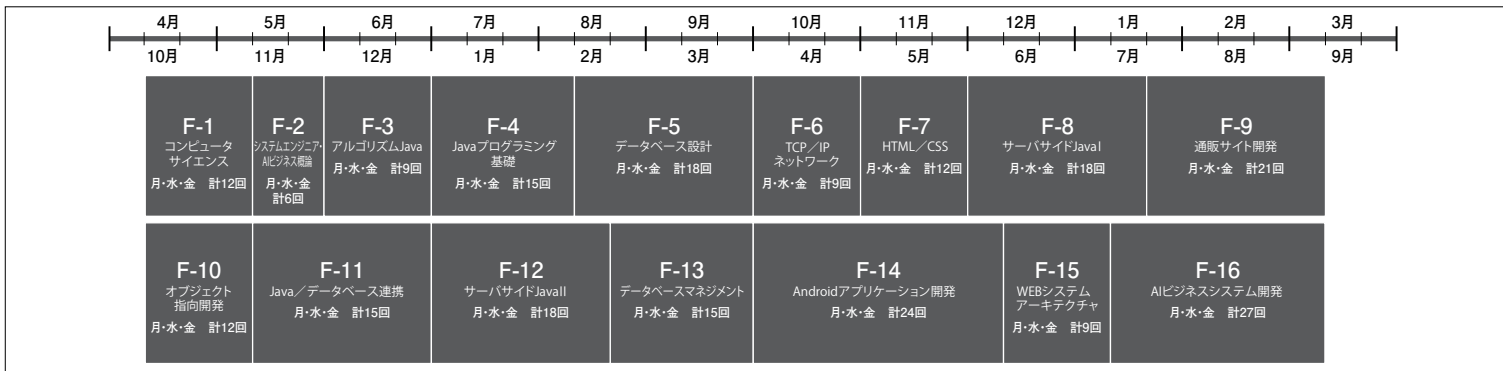 4月 5月 6月 7月 8月 9月 10月 11月 12月 1月 2月 3月
10月 11月 12月 1月 2月 3月 4月 5月 6月 7月 8月 9月
F-1
コンピュータ
サイエンス
月・水・金 計12回
F-2
システムエンジニア・
AIビジネス概論
月・水・金
計6回
F-3
アルゴリズムJava
月・水・金 計9回
F-4
Javaプログラミング
基礎
月・水・金 計15回
F-5
データベース設計
月・水・金 計18回
F-6
TCP／IP
ネットワーク
月・水・金 計9回
F-7
HTML／CSS
月・水・金 計12回
F-8
サーバサイドJavaI
月・水・金 計18回
F-9
通販サイト開発
月・水・金 計21回
F-10
オブジェクト
指向開発
月・水・金 計12回
F-11
Java／データベース連携
月・水・金 計15回
F-12
サーバサイドJavaII
月・水・金 計18回
F-13
データベースマネジメント
月・水・金 計15回
F-14
Androidアプリケーション開発
月・水・金 計24回
F-15
WEBシステム
アーキテクチャ
月・水・金 計9回
F-16
AIビジネスシステム開発
月・水・金 計27回